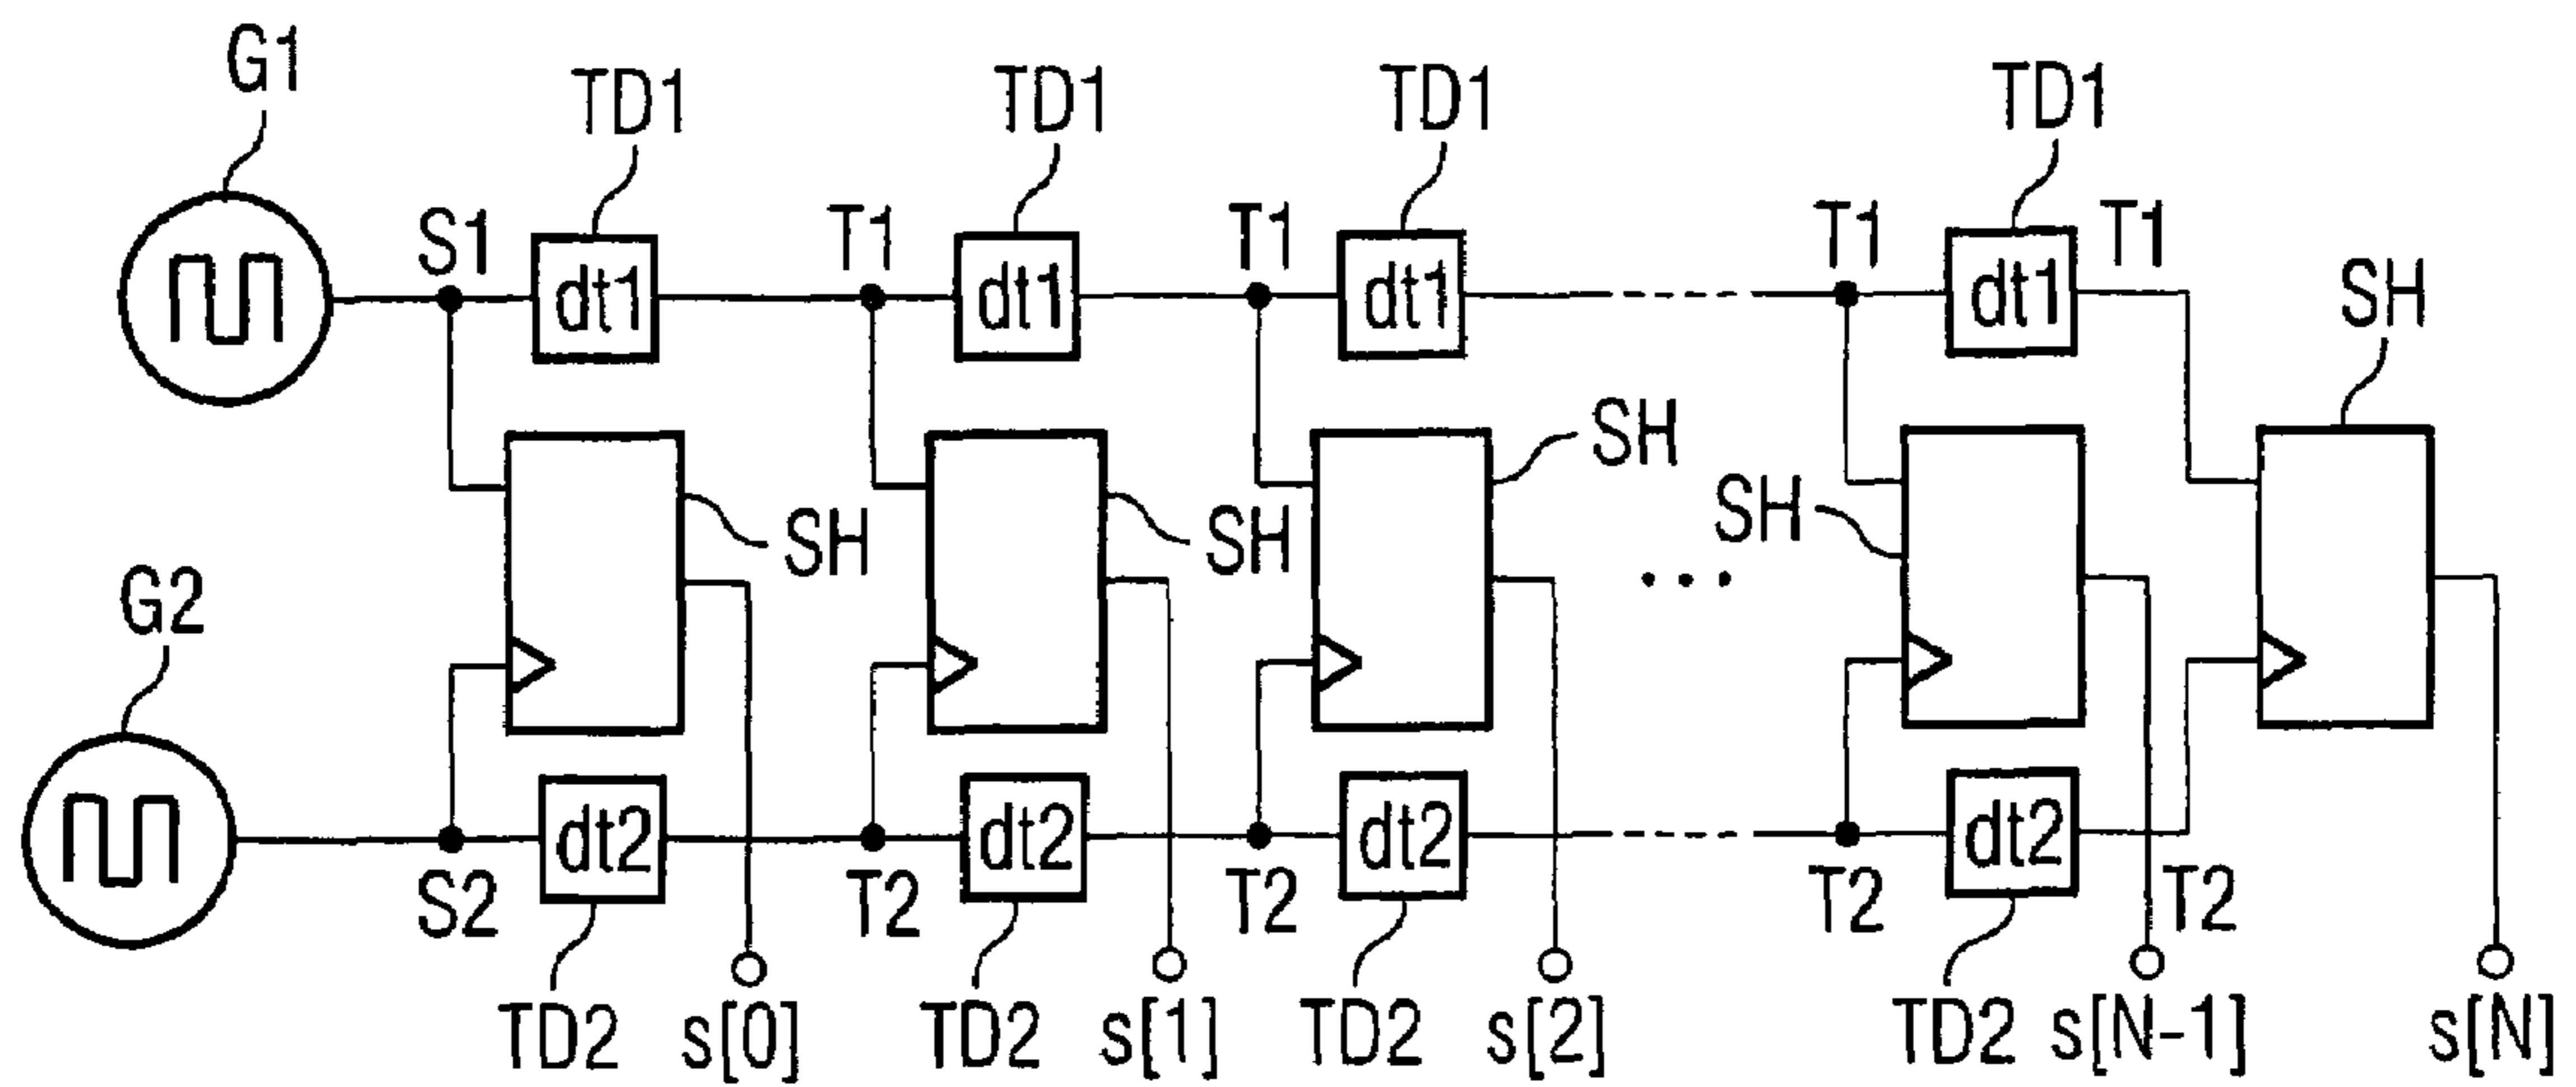 G1
TD1 TD1 TD1 TD1
S1 T1 T1 T1 T1
dt1 dt1 dt1 dt1
SH
SH
SH SH SH
G2
dt2 dt2 dt2 dt2
S2 T2 T2 T2 T2
TD2 s[0] TD2 s[1] TD2 s[2] TD2 s[N-1] s[N]